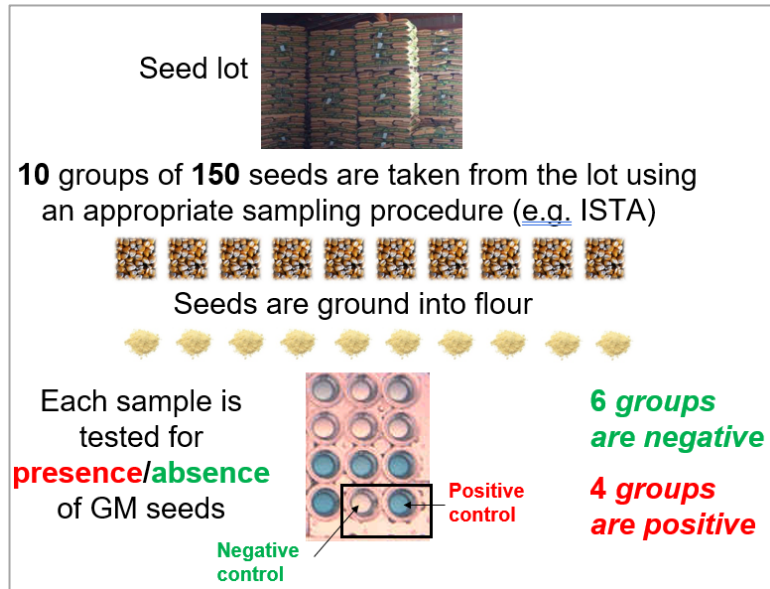 Seed lot
10 groups of 150 seeds are taken from the lot using
an appropriate sampling procedure (e.g. ISTA)
Seeds are ground into flour
Each sample is
tested for
presence/absence
of GM seeds
Positive
control
Negative
control
6 groups
are negative
4 groups
are positive